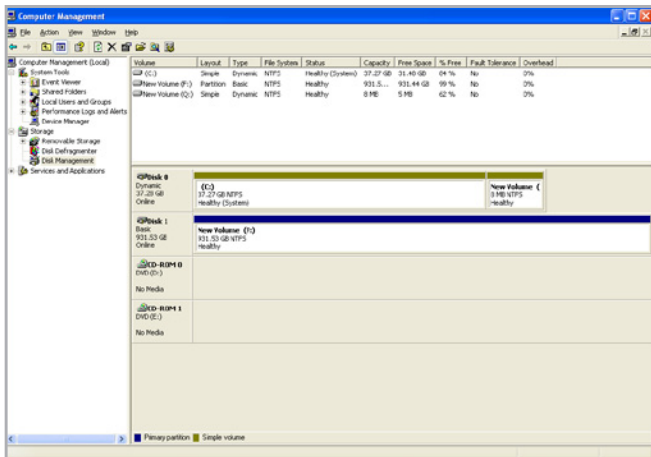 Computer Management
File Action View Window Help
Computer Management (Local)
System Tools
Event Viewer
Shared Folders
Local Users and Groups
Performance Logs and Alerts
Device Manager
Storage
Removable Storage
Disk Defragmenter
Disk Management
Services and Applications
Volume Layout Type File System Status Capacity Free Space % Free Fault Tolerance Overhead
(C:) Simple Dynamic NTFS Healthy (System) 37.27 GB 31.40 GB 84 % No 0%
New Volume (F:) Partition Basic NTFS Healthy 931.5... 931.44 GB 99 % No 0%
New Volume (Q:) Simple Dynamic NTFS Healthy 8 MB 5 MB 62 % No 0%
Disk 0
Dynamic
37.28 GB
Online
(C:)
37.27 GB NTFS
Healthy (System)
New Volume (
8 MB NTFS
Healthy
Disk 1
Basic
931.53 GB
Online
New Volume (F:)
931.53 GB NTFS
Healthy
CD-ROM 0
DVD (D:)
No Media
CD-ROM 1
DVD (E:)
No Media
Primary partition Simple volume